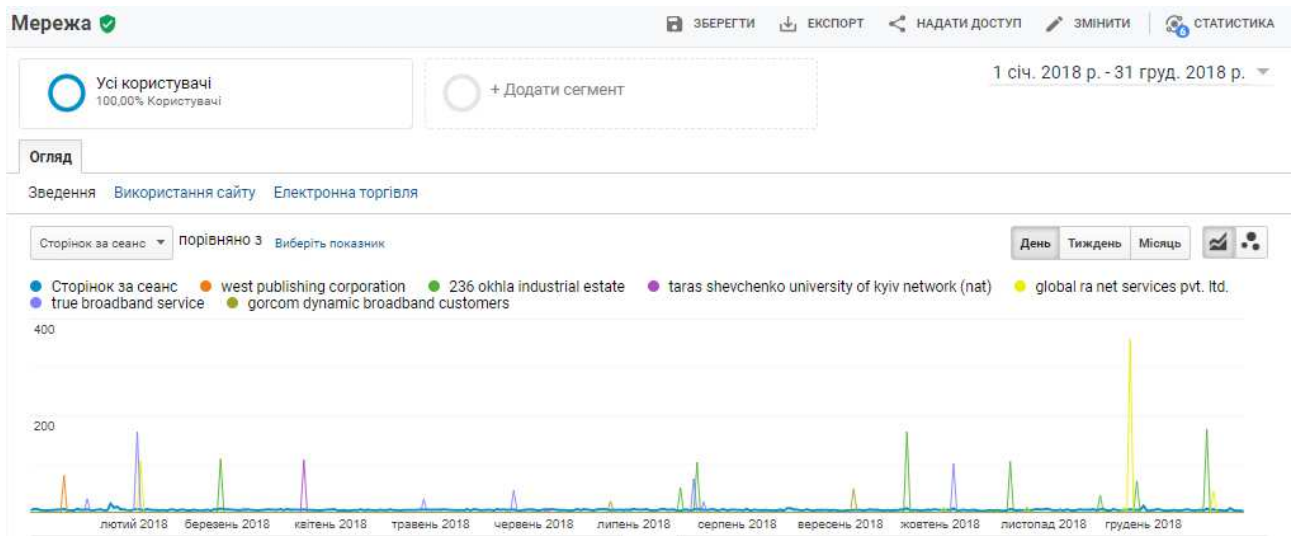 Мережа
ЗБЕРЕГТИ ЕКСПОРТ НАДАТИ ДОСТУП ЗМІНИТИ 6 СТАТИСТИКА
Усі користувачі
100,00% Користувачі
+ Додати сегмент
1 січ. 2018 р. - 31 груд. 2018 р.
Огляд
Зведення Використання сайту Електронна торгівля
Сторінок за сеанс порівняно з Виберіть показник День Тиждень Місяць
Сторінок за сеанс west publishing corporation 236 okhla industrial estate taras shevchenko university of kyiv network (nat) global ra net services pvt. ltd.
true broadband service gorcom dynamic broadband customers
400
200
лютий 2018 березень 2018 квітень 2018 травень 2018 червень 2018 липень 2018 серпень 2018 вересень 2018 жовтень 2018 листопад 2018 грудень 2018